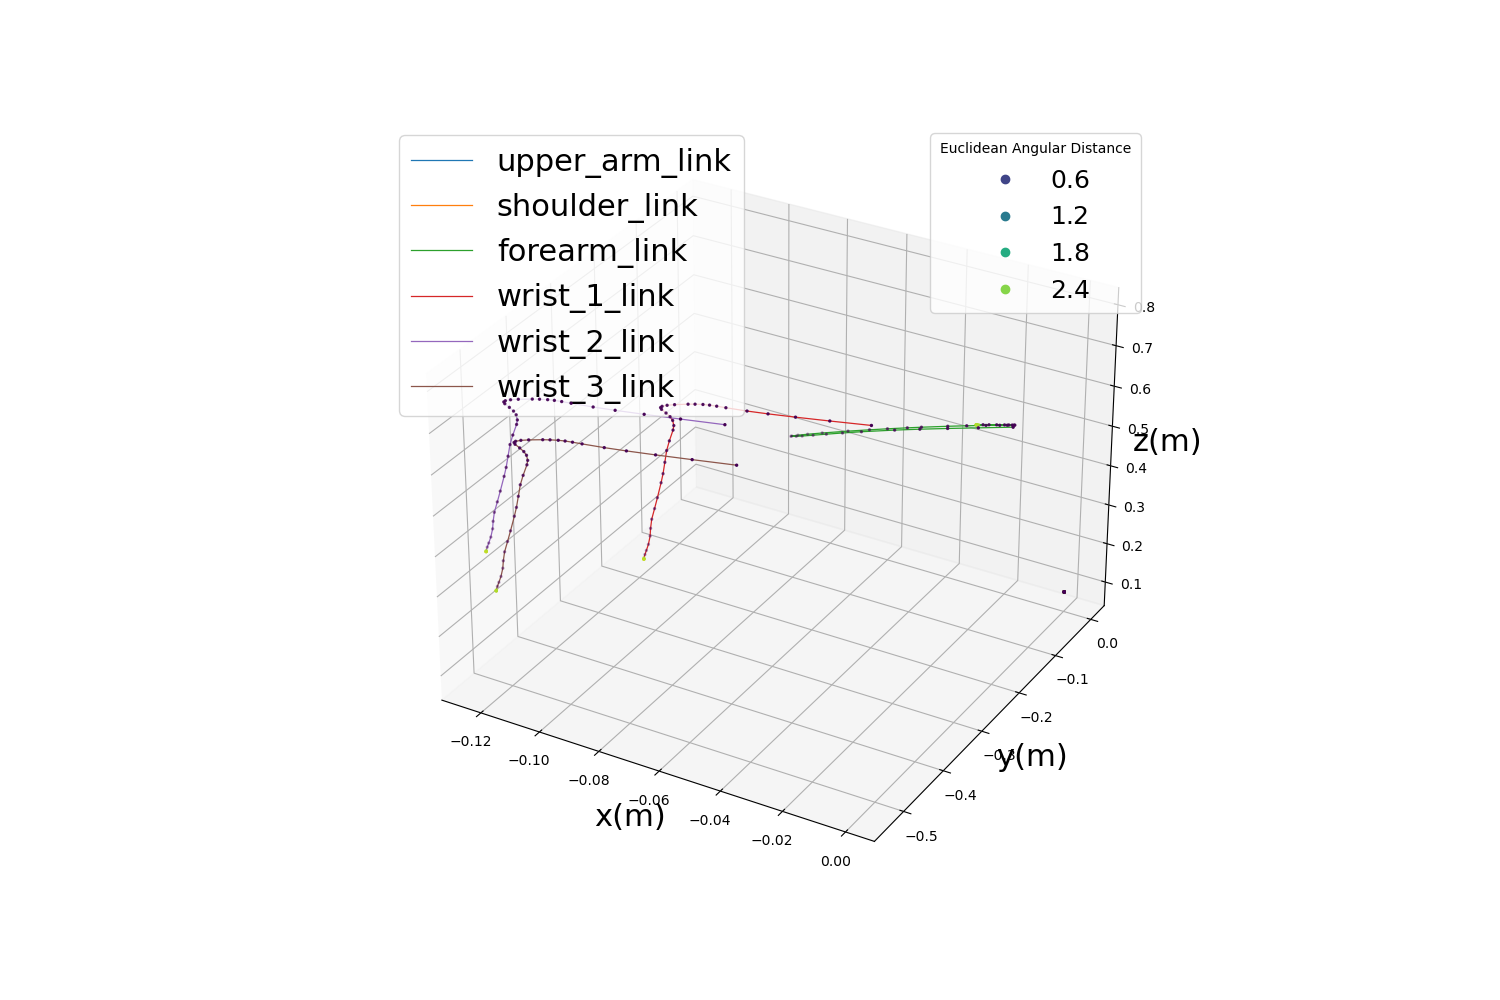 upper_arm_link
shoulder_link
forearm_link
wrist_1_link
wrist_2_link
wrist_3_link
Euclidean Angular Distance
0.6
1.2
1.8
2.4
0.8
0.7
0.6
0.5
z(m)
0.4
0.3
0.2
0.1
0.0
−0.1
−0.2
−0.3
y(m)
−0.4
−0.5
−0.12
−0.10
−0.08
−0.06
x(m)
−0.04
−0.02
0.00